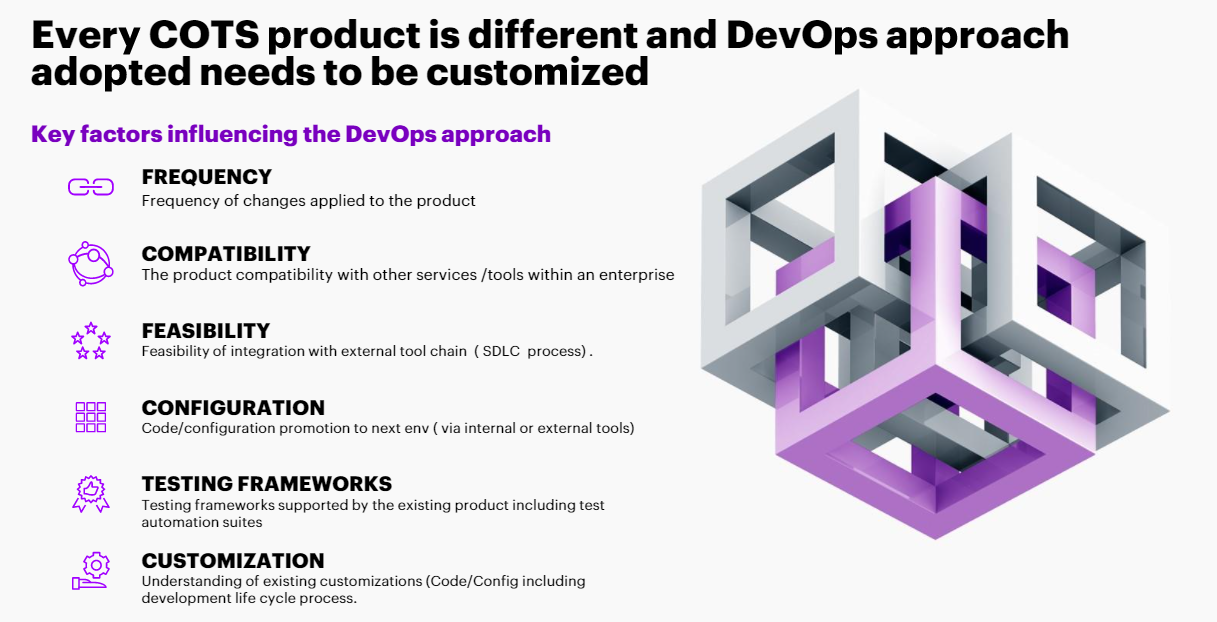 Every COTS product is different and DevOps approach
adopted needs to be customized
Key factors influencing the DevOps approach
FREQUENCY
Frequency of changes applied to the product
COMPATIBILITY
The product compatibility with other services /tools within an enterprise
FEASIBILITY
Feasibility of integration with external tool chain  ( SDLC  process) .
CONFIGURATION
Code/configuration promotion to next env ( via internal or external tools)
TESTING FRAMEWORKS
Testing frameworks supported by the existing product including test
automation suites
CUSTOMIZATION
Understanding of existing customizations (Code/Config including
development life cycle process.